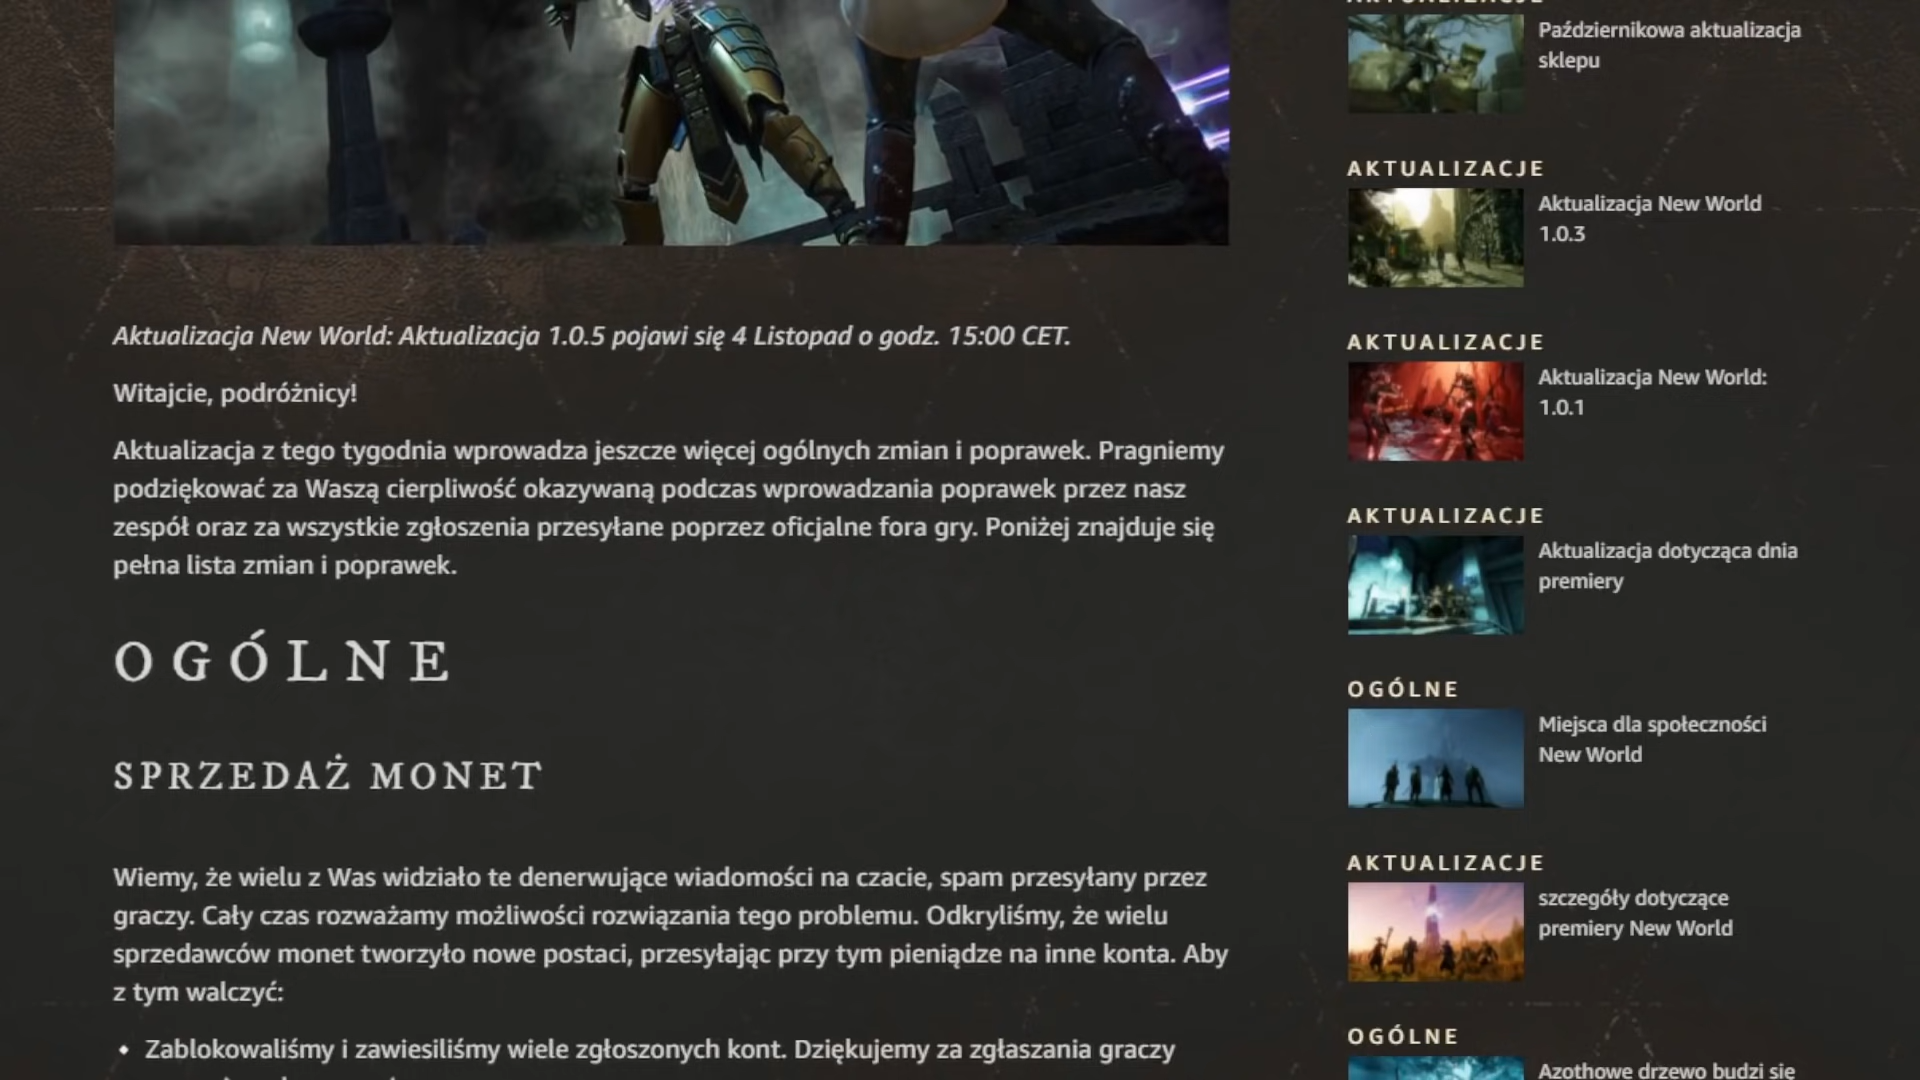 Aktualizacja New World: Aktualizacja 1.0.5 pojawi się 4 Listopad o godz. 15:00 CET.
Witajcie, podróżnicy!
Aktualizacja z tego tygodnia wprowadza jeszcze więcej ogólnych zmian i poprawek. Pragniemy
podziękować za Waszą cierpliwość okazywaną podczas wprowadzania poprawek przez nasz
zespół oraz za wszystkie zgłoszenia przesyłane poprzez oficjalne fora gry. Poniżej znajduje się
pełna lista zmian i poprawek.
OGÓLNE
SPRZEDAŻ MONET
Wiemy, że wielu z Was widziało te denerwujące wiadomości na czacie, spam przesyłany przez
graczy. Cały czas rozważamy możliwości rozwiązania tego problemu. Odkryliśmy, że wielu
sprzedawców monet tworzyło nowe postaci, przesyłając przy tym pieniądze na inne konta. Aby
z tym walczyć:
• Zablokowaliśmy i zawiesiliśmy wiele zgłoszonych kont. Dziękujemy za zgłaszania graczy
AKTUALIZACJE
Październikowa aktualizacja
sklepu
AKTUALIZACJE
Aktualizacja New World
1.0.3
AKTUALIZACJE
Aktualizacja New World:
1.0.1
AKTUALIZACJE
Aktualizacja dotycząca dnia
premiery
OGÓLNE
Miejsca dla społeczności
New World
AKTUALIZACJE
szczegóły dotyczące
premiery New World
OGÓLNE
Azothowe drzewo budzi się